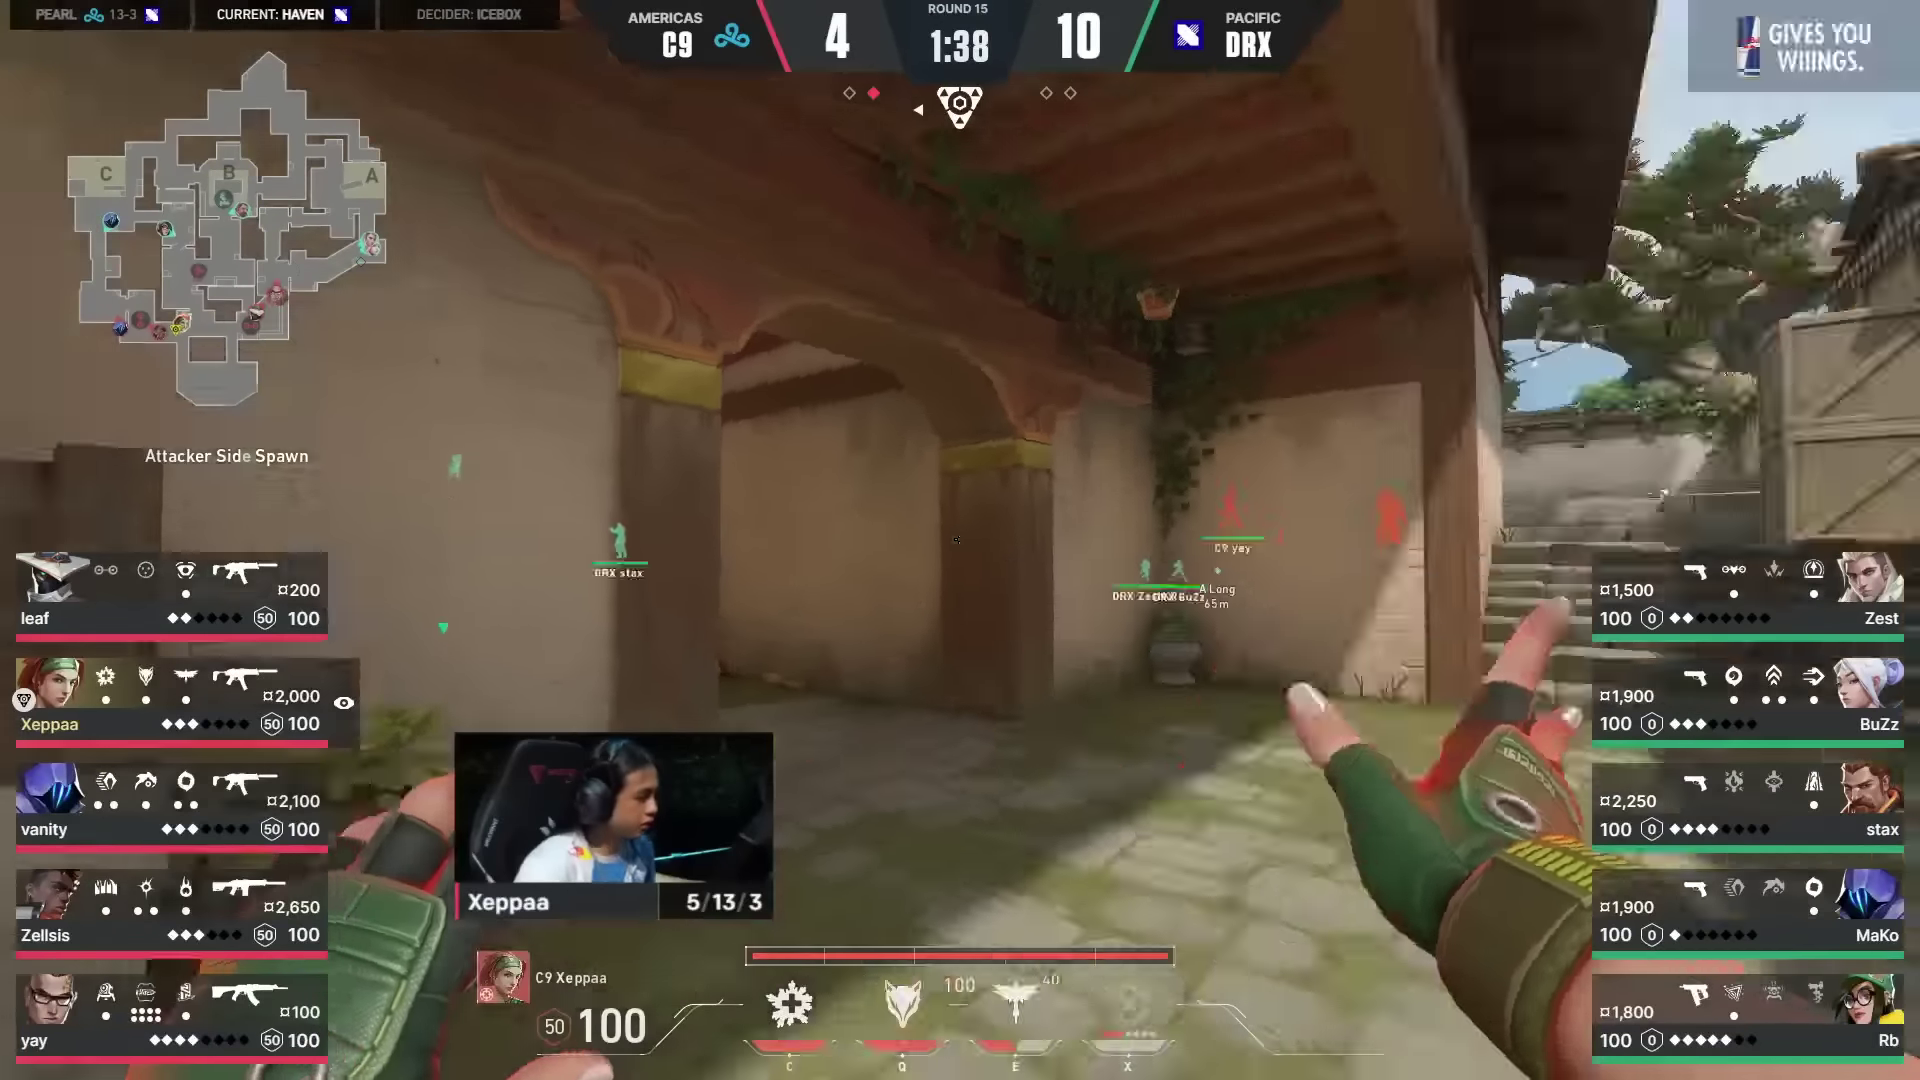 PEARL 13-3
CURRENT: HAVEN
DECIDER: ICEBOX
AMERICAS
C9
4
ROUND 15
1:38
10
PACIFIC
DRX
GIVES YOU
WIIINGS.
C
B
A
Attacker Side Spawn
DRX stax
C9 yay
A Long
65m
¤200
leaf
50 100
¤2,000
Xeppaa
50 100
¤2,100
vanity
50 100
¤2,650
Zellsis
50 100
¤100
yay
50 100
¤1,500
100 0 Zest
¤1,900
100 0 BuZz
¤2,250
100 0 stax
¤1,900
100 0 MaKo
¤1,800
100 0 Rb
Xeppaa 5/13/3
C9 Xeppaa
50 100
100
40
C
Q
E
X